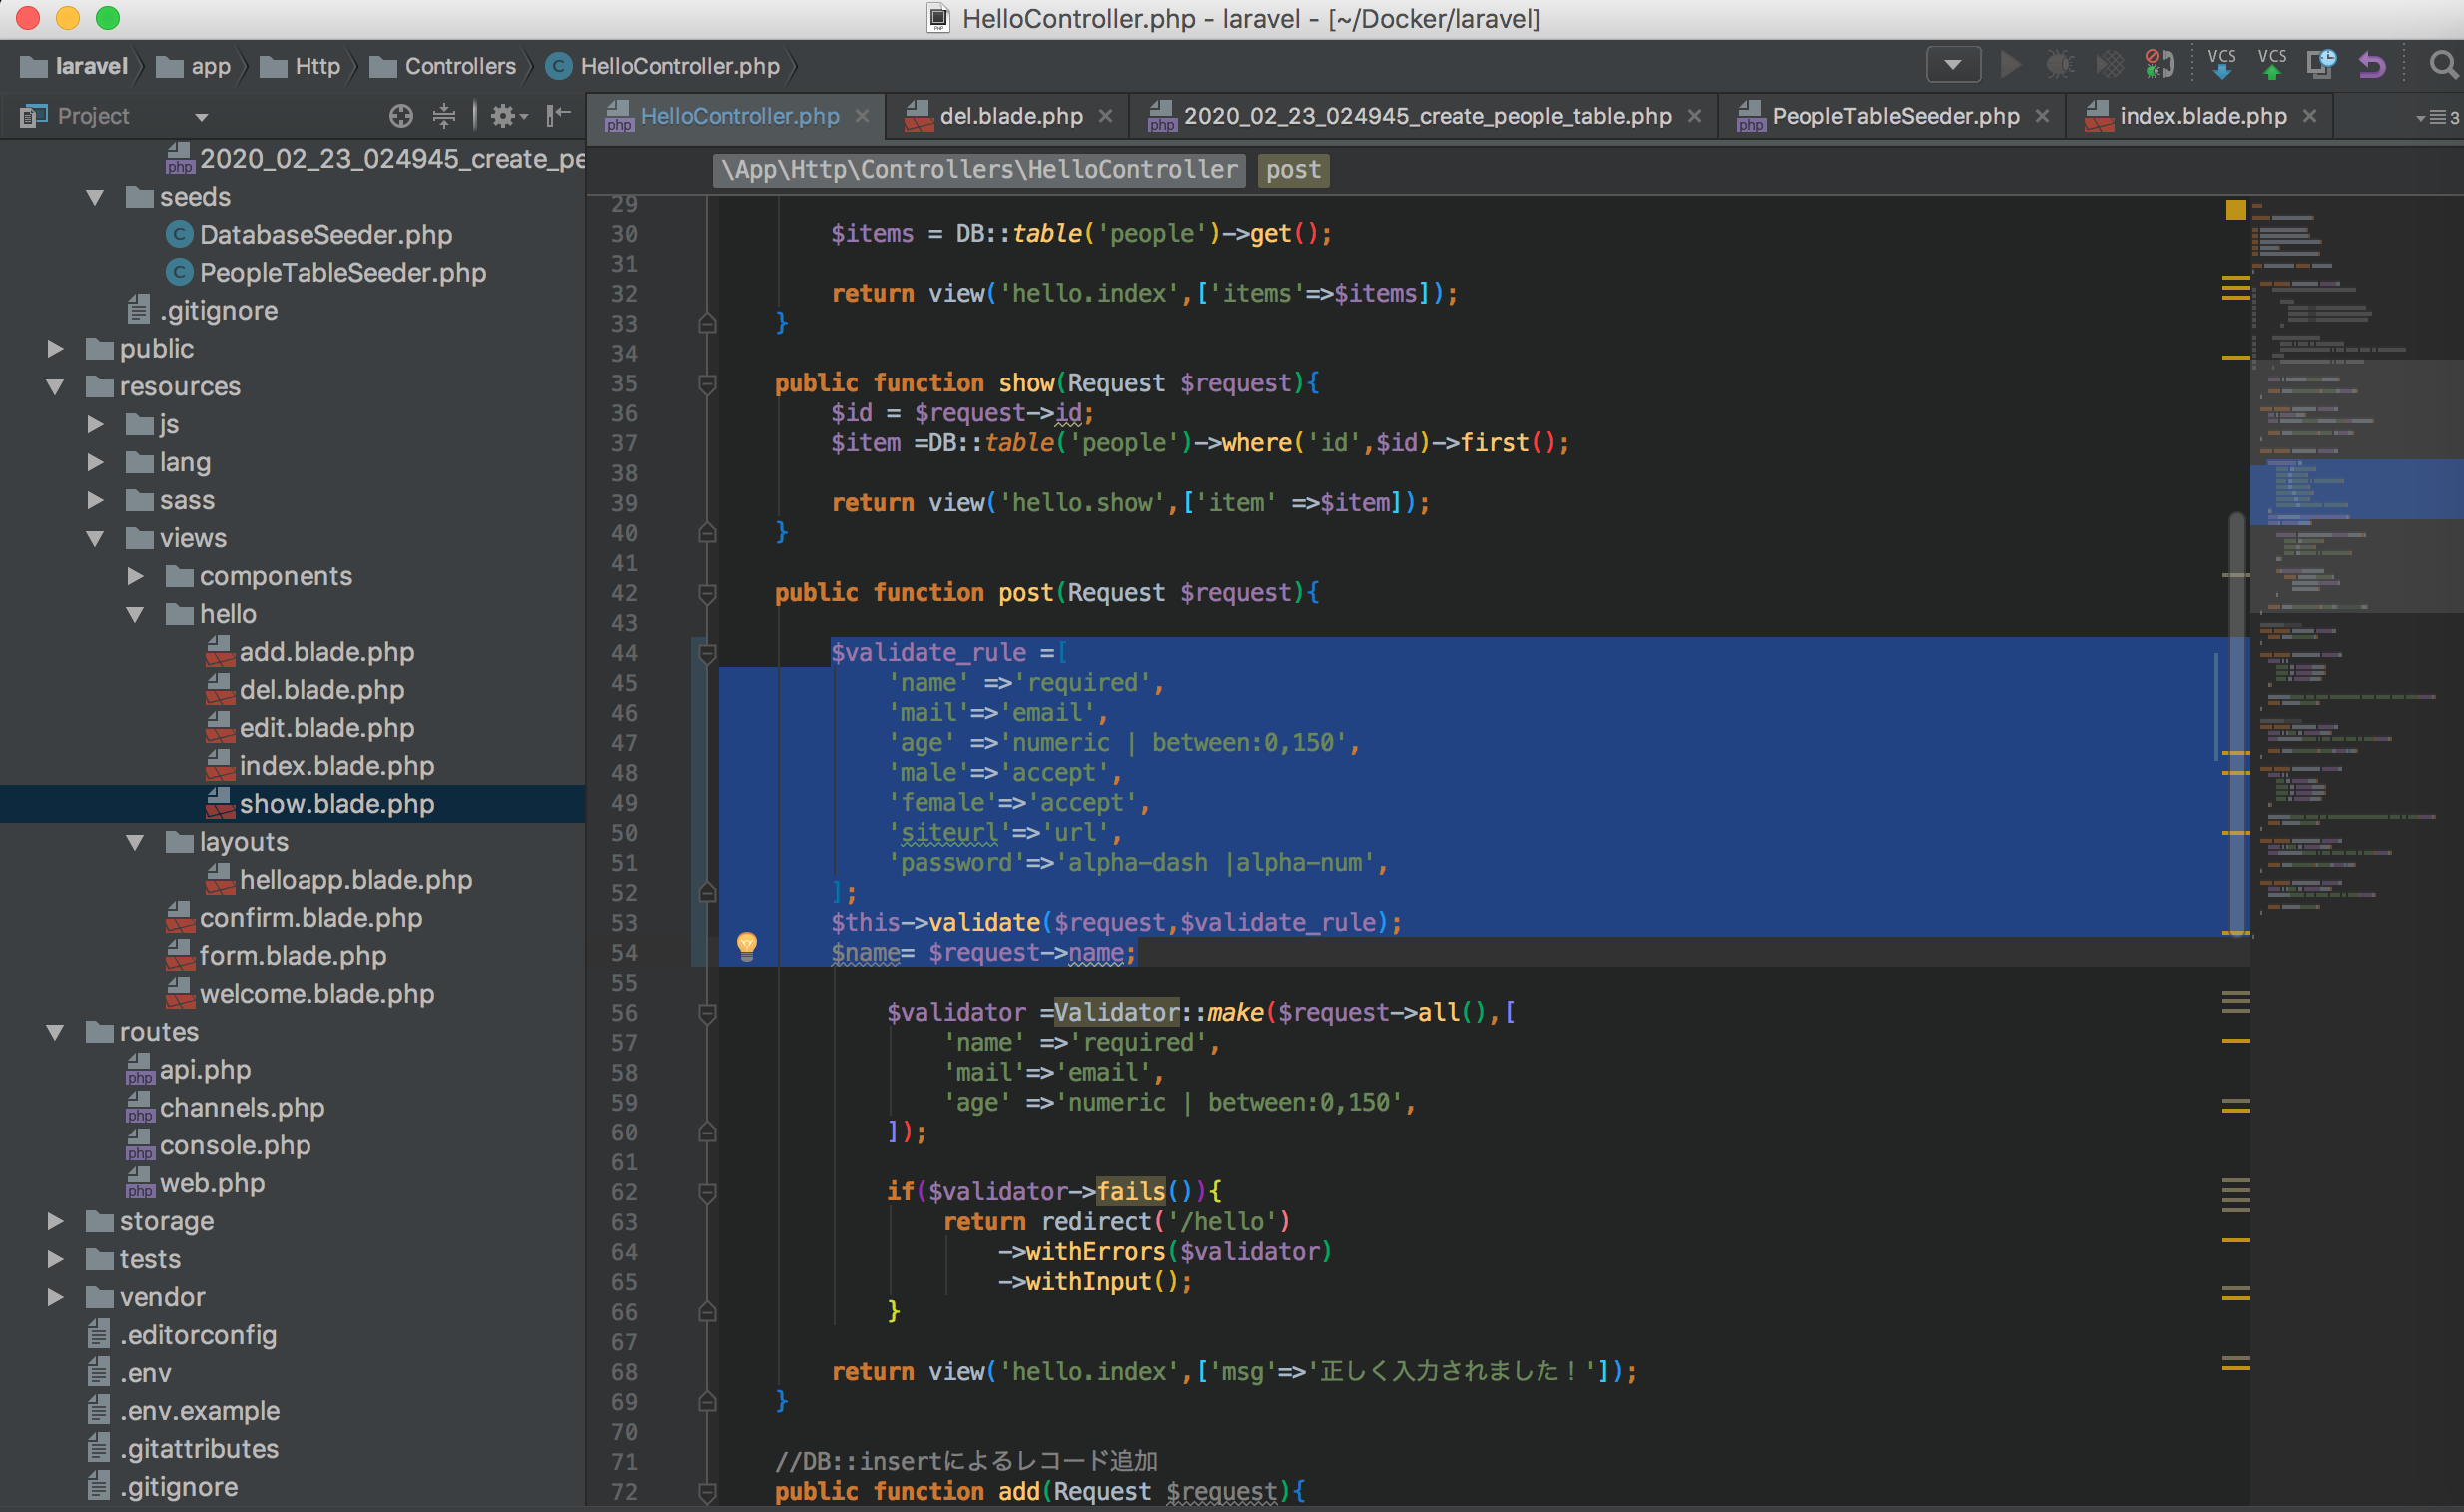 HelloController.php - laravel - [~/Docker/laravel]
laravel app Http Controllers HelloController.php
VCS VCS
Project
HelloController.php del.blade.php 2020_02_23_024945_create_people_table.php PeopleTableSeeder.php index.blade.php 3
2020_02_23_024945_create_pe
seeds
DatabaseSeeder.php
PeopleTableSeeder.php
.gitignore
public
resources
js
lang
sass
views
components
hello
add.blade.php
del.blade.php
edit.blade.php
index.blade.php
show.blade.php
layouts
helloapp.blade.php
confirm.blade.php
form.blade.php
welcome.blade.php
routes
api.php
channels.php
console.php
web.php
storage
tests
vendor
.editorconfig
.env
.env.example
.gitattributes
.gitignore
\App\Http\Controllers\HelloController post
29
30 $items = DB::table('people')->get();
31
32 return view('hello.index',['items'=>$items]);
33 }
34
35 public function show(Request $request){
36 $id = $request->id;
37 $item =DB::table('people')->where('id',$id)->first();
38
39 return view('hello.show',['item' =>$item]);
40 }
41
42 public function post(Request $request){
43
44 $validate_rule =[
45 'name' =>'required',
46 'mail'=>'email',
47 'age' =>'numeric | between:0,150',
48 'male'=>'accept',
49 'female'=>'accept',
50 'siteurl'=>'url',
51 'password'=>'alpha-dash |alpha-num',
52 ];
53 $this->validate($request,$validate_rule);
54 $name= $request->name;
55
56 $validator =Validator::make($request->all(),[
57 'name' =>'required',
58 'mail'=>'email',
59 'age' =>'numeric | between:0,150',
60 ]);
61
62 if($validator->fails()){
63 return redirect('/hello')
64 ->withErrors($validator)
65 ->withInput();
66 }
67
68 return view('hello.index',['msg'=>'正しく入力されました！']);
69 }
70
71 //DB::insertによるレコード追加
72 public function add(Request $request){